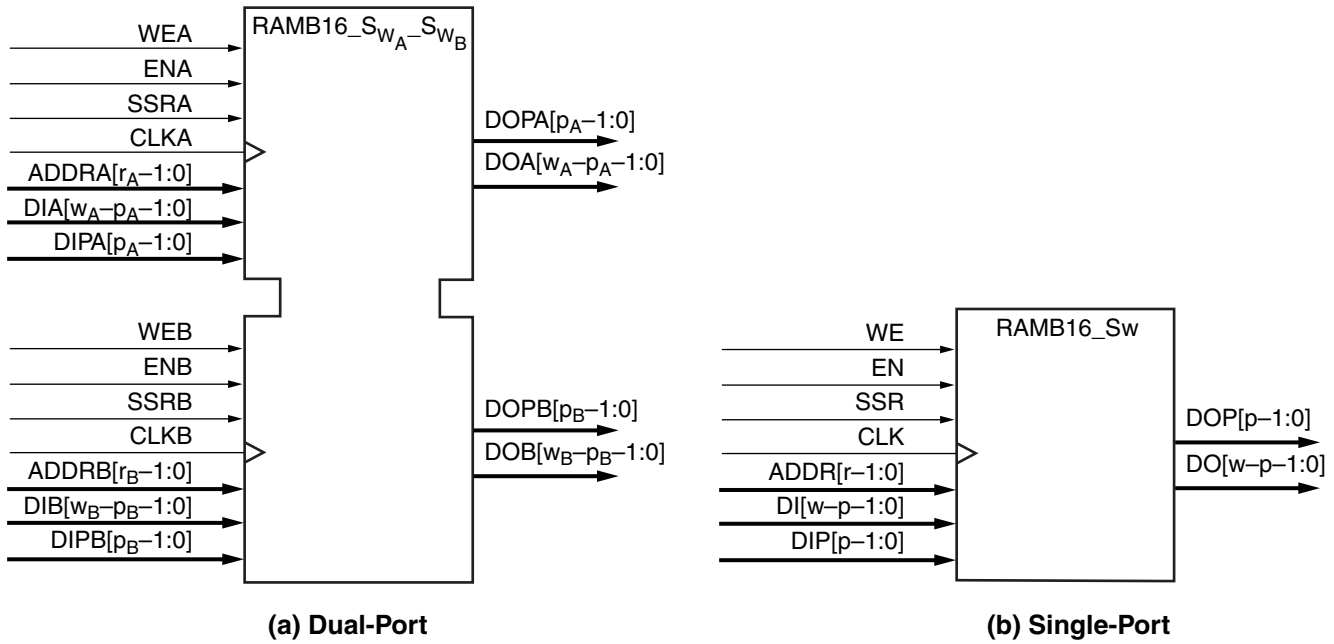 RAMB16_SWA_SWB
WEA
ENA
SSRA
CLKA
ADDRA[rA–1:0]
DIA[wA–pA–1:0]
DIPA[pA–1:0]
DOPA[pA–1:0]
DOA[wA–pA–1:0]
WEB
ENB
SSRB
CLKB
ADDRB[rB–1:0]
DIB[wB–pB–1:0]
DIPB[pB–1:0]
DOPB[pB–1:0]
DOB[wB–pB–1:0]
(a) Dual-Port
RAMB16_Sw
WE
EN
SSR
CLK
ADDR[r–1:0]
DI[w–p–1:0]
DIP[p–1:0]
DOP[p–1:0]
DO[w–p–1:0]
(b) Single-Port